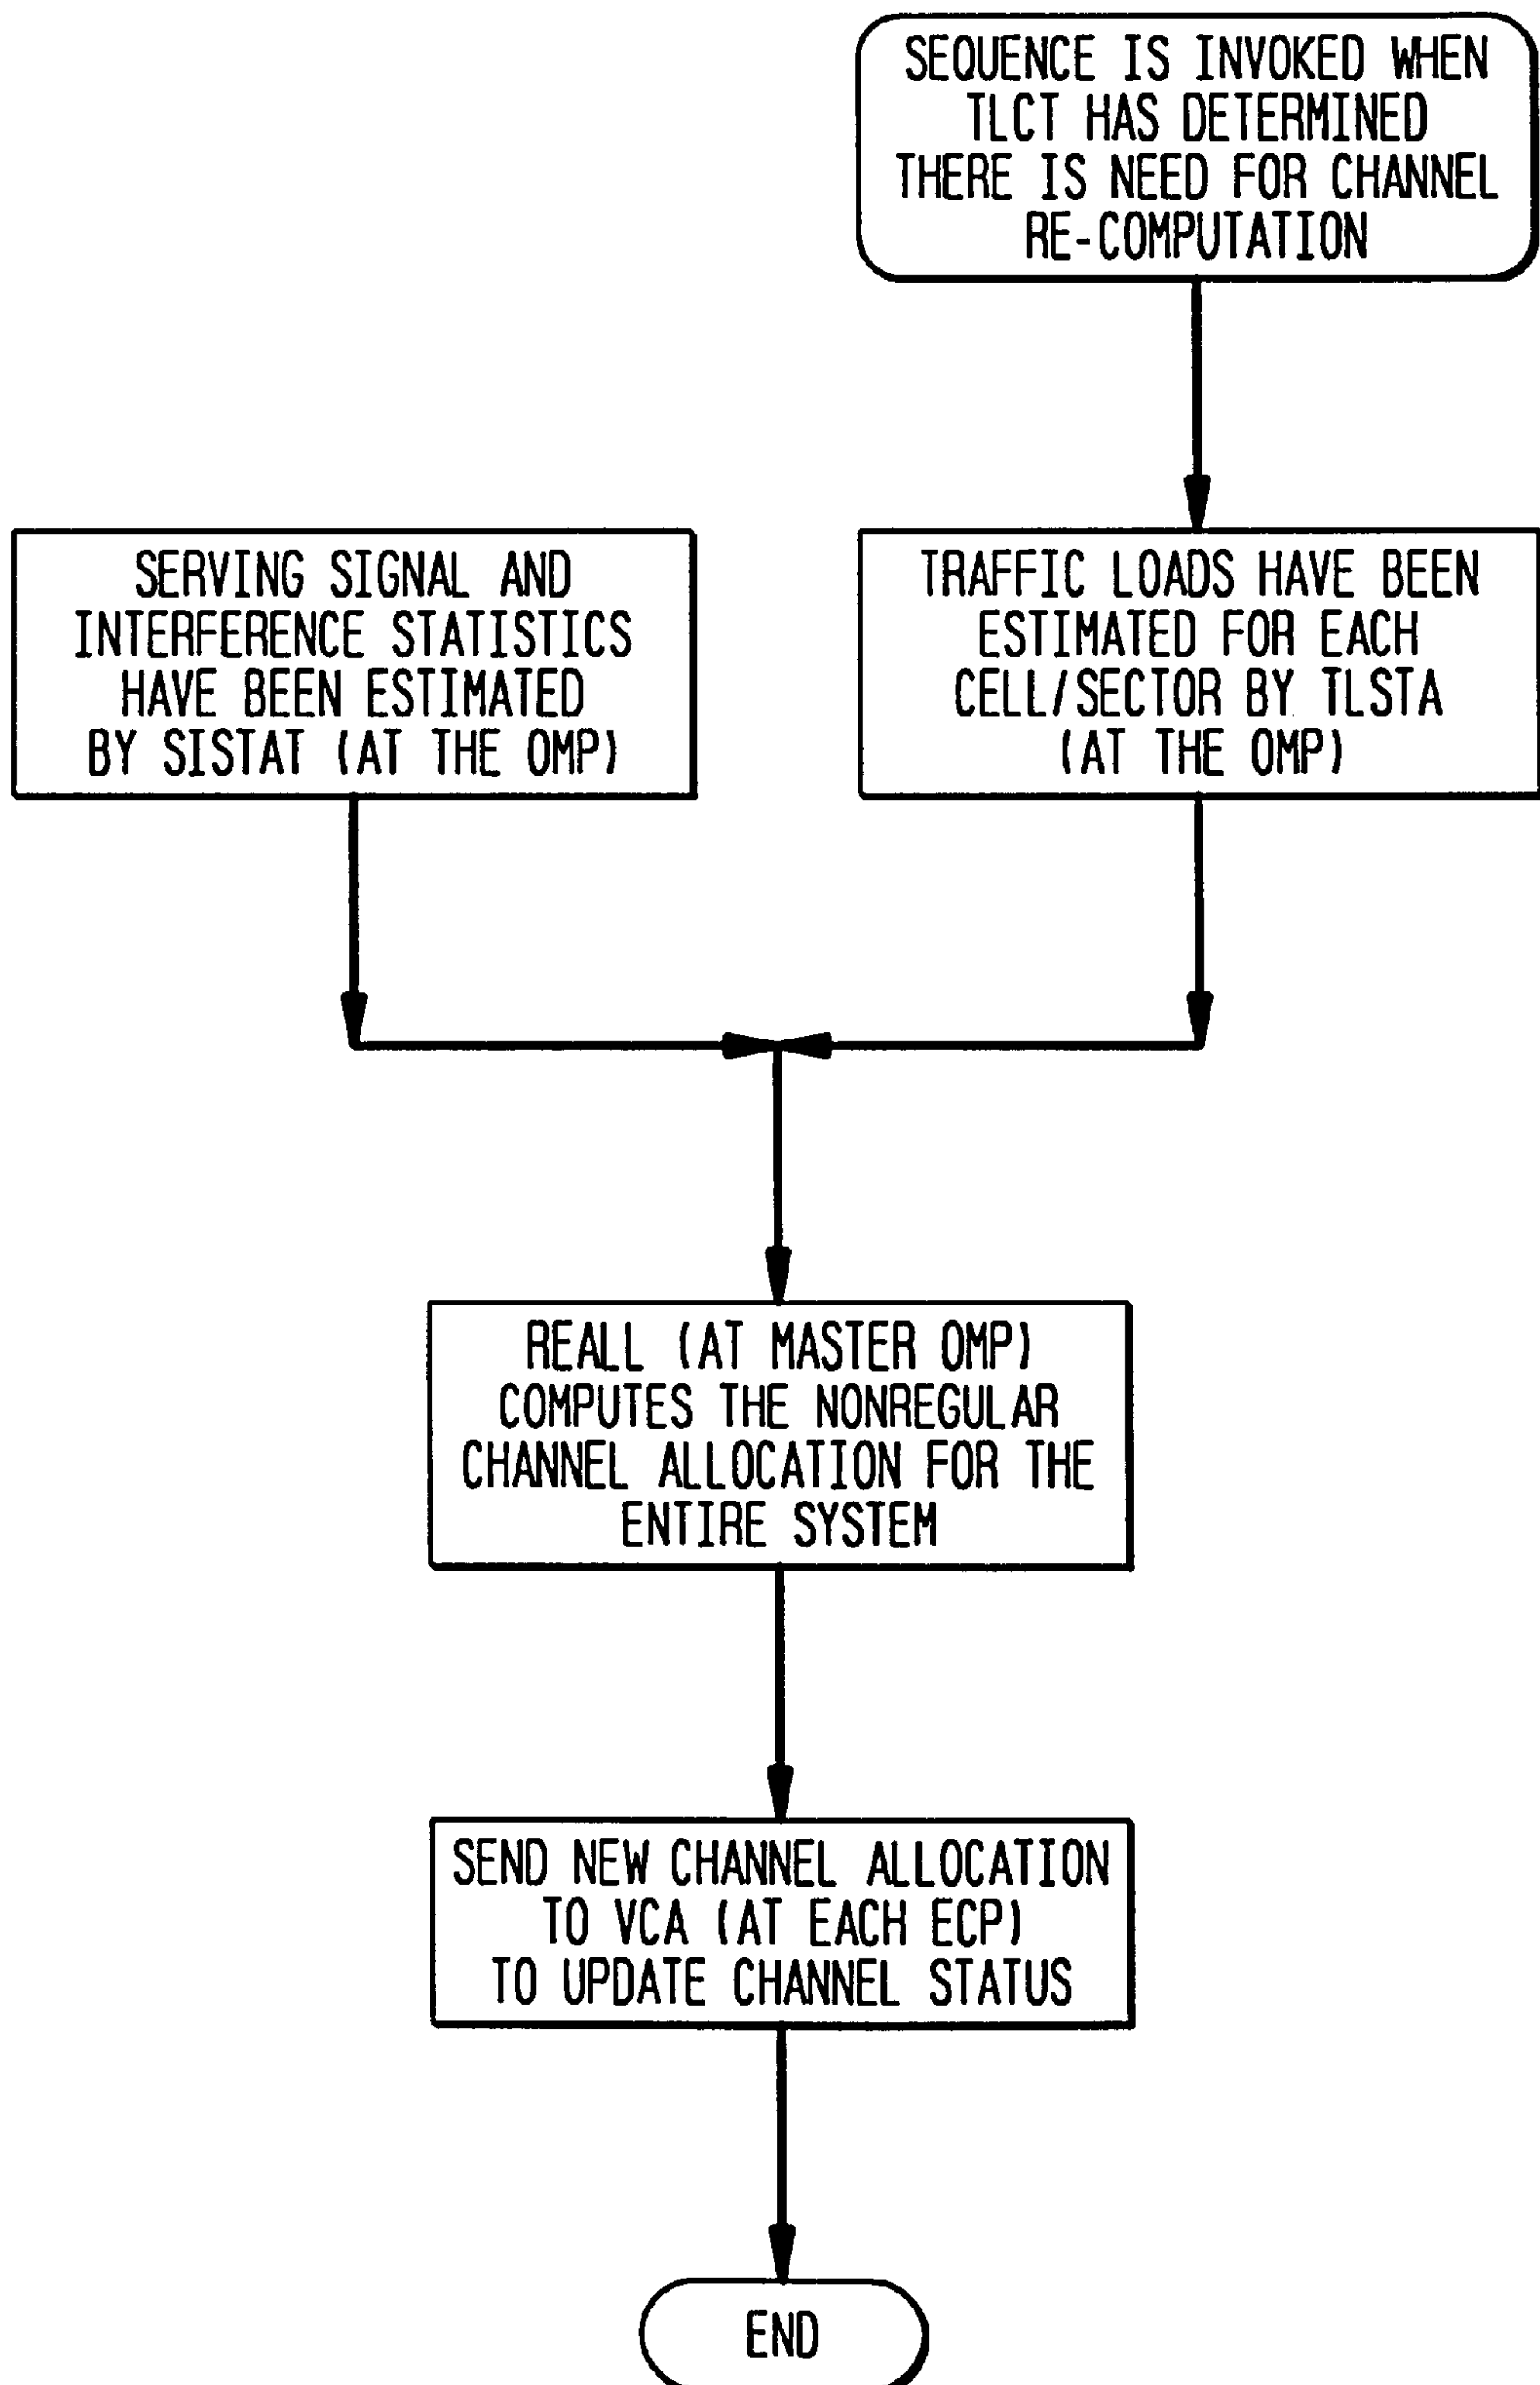 SEQUENCE IS INVOKED WHEN
TLCT HAS DETERMINED
THERE IS NEED FOR CHANNEL
RE-COMPUTATION
SERVING SIGNAL AND
INTERFERENCE STATISTICS
HAVE BEEN ESTIMATED
BY SISTAT (AT THE OMP)
TRAFFIC LOADS HAVE BEEN
ESTIMATED FOR EACH
CELL/SECTOR BY TLSTA
(AT THE OMP)
REALL (AT MASTER OMP)
COMPUTES THE NONREGULAR
CHANNEL ALLOCATION FOR THE
ENTIRE SYSTEM
SEND NEW CHANNEL ALLOCATION
TO VCA (AT EACH ECP)
TO UPDATE CHANNEL STATUS
END